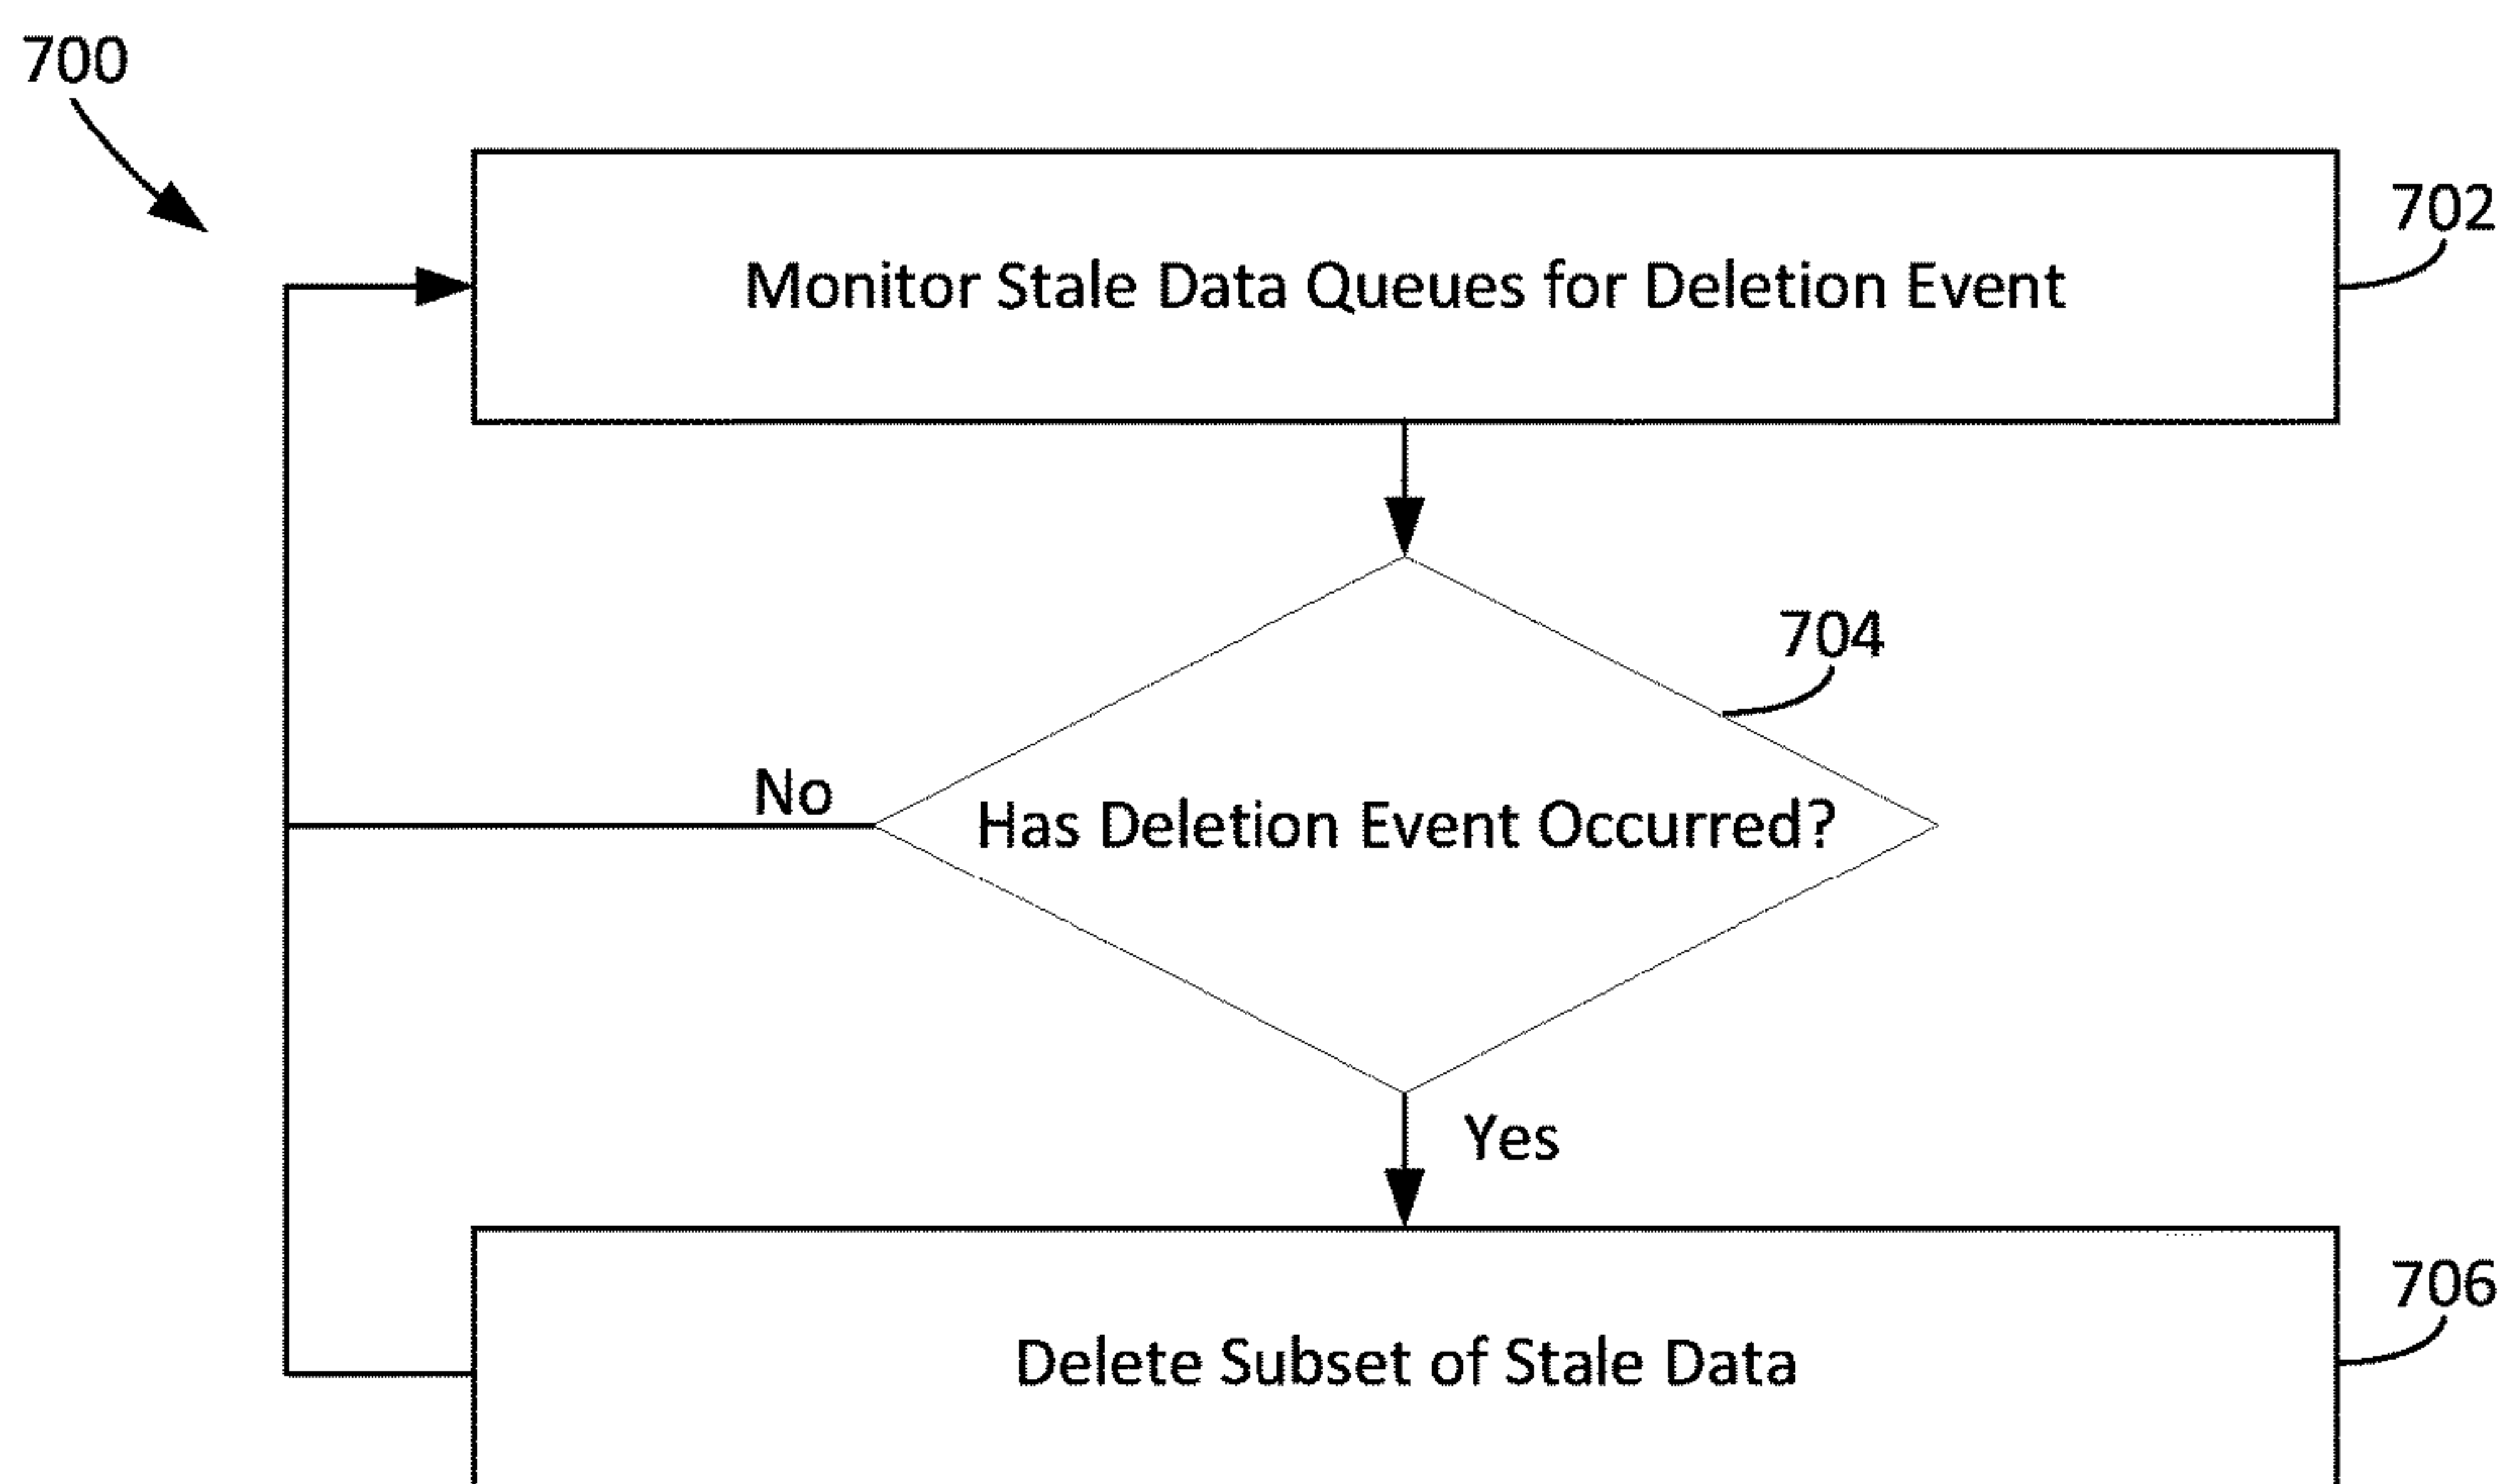 700
702
Monitor Stale Data Queues for Deletion Event
704
No
Has Deletion Event Occurred?
Yes
706
Delete Subset of Stale Data